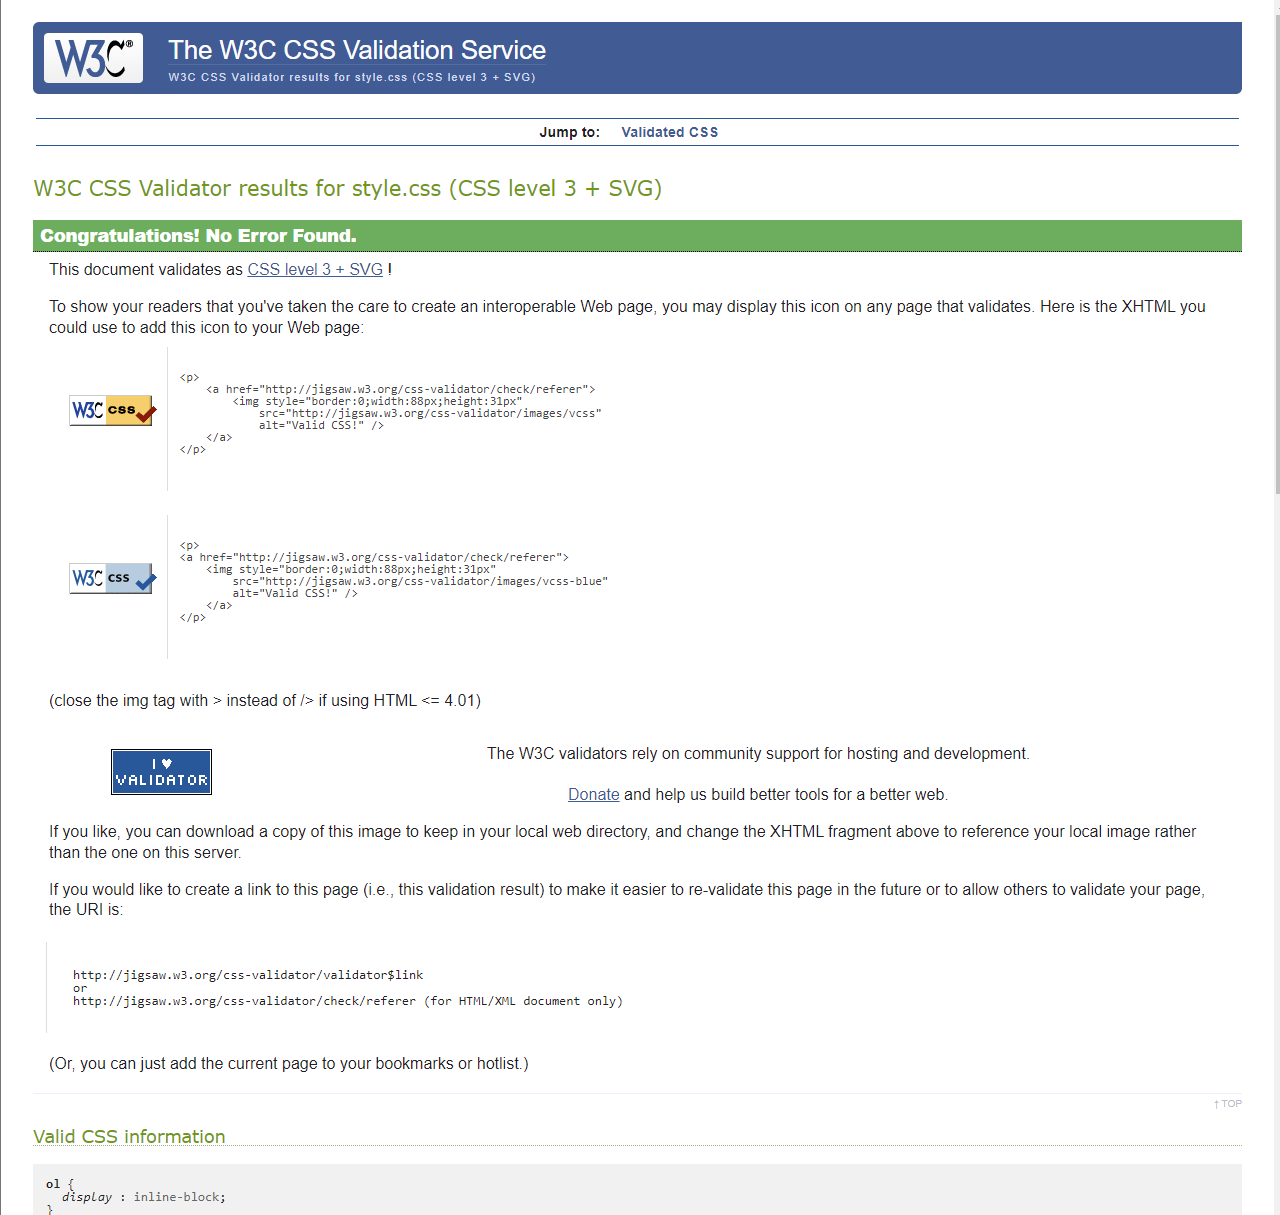 W3C®
The W3C CSS Validation Service
W3C CSS Validator results for style.css (CSS level 3 + SVG)
Jump to: Validated CSS
W3C CSS Validator results for style.css (CSS level 3 + SVG)
Congratulations! No Error Found.
This document validates as CSS level 3 + SVG !
To show your readers that you've taken the care to create an interoperable Web page, you may display this icon on any page that validates. Here is the XHTML you
could use to add this icon to your Web page:
W3C css
<p>
<a href="http://jigsaw.w3.org/css-validator/check/referer">
<img style="border:0;width:88px;height:31px"
src="http://jigsaw.w3.org/css-validator/images/vcss"
alt="Valid CSS!" />
</a>
</p>
W3C css
<p>
<a href="http://jigsaw.w3.org/css-validator/check/referer">
<img style="border:0;width:88px;height:31px"
src="http://jigsaw.w3.org/css-validator/images/vcss-blue"
alt="Valid CSS!" />
</a>
</p>
(close the img tag with > instead of /> if using HTML <= 4.01)
I ♥
VALIDATOR
The W3C validators rely on community support for hosting and development.
Donate and help us build better tools for a better web.
If you like, you can download a copy of this image to keep in your local web directory, and change the XHTML fragment above to reference your local image rather
than the one on this server.
If you would like to create a link to this page (i.e., this validation result) to make it easier to re-validate this page in the future or to allow others to validate your page,
the URI is:
http://jigsaw.w3.org/css-validator/validator$link
or
http://jigsaw.w3.org/css-validator/check/referer (for HTML/XML document only)
(Or, you can just add the current page to your bookmarks or hotlist.)
↑ TOP
Valid CSS information
ol {
display : inline-block;
}